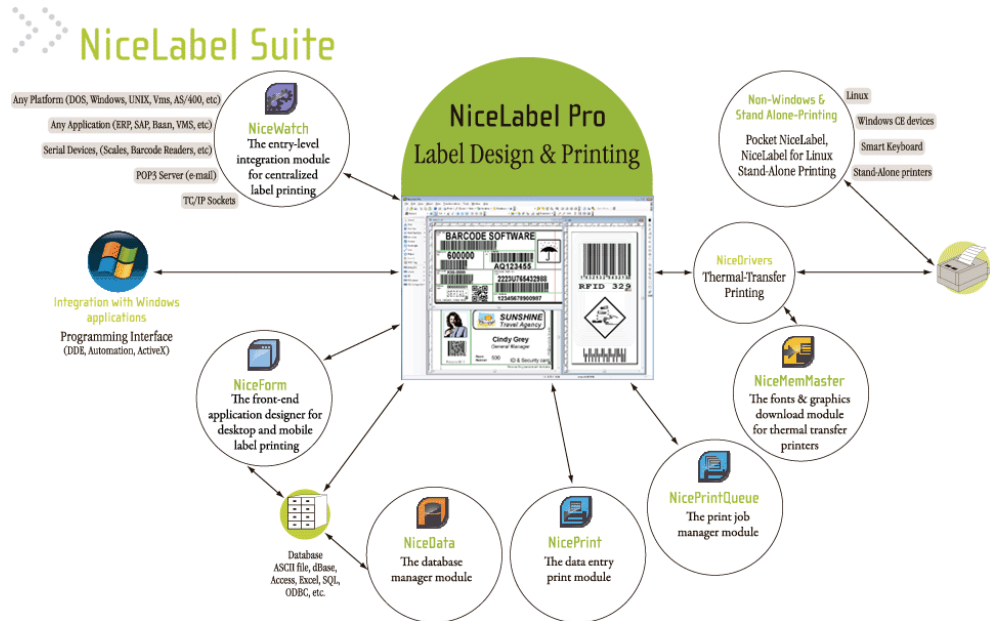 NiceLabel Suite
Any Platform (DOS, Windows, UNIX, Vms, AS/400, etc)
Any Application (ERP, SAP, Baan, VMS, etc)
Serial Devices, (Scales, Barcode Readers, etc)
POP3 Server (e-mail)
TC/IP Sockets
NiceWatch
The entry-level
integration module
for centralized
label printing
NiceLabel Pro
Label Design & Printing
Non-Windows &
Stand Alone-Printing
Pocket NiceLabel,
NiceLabel for Linux
Stand-Alone Printing
Linux
Windows CE devices
Smart Keyboard
Stand-Alone printers
BARCODE SOFTWARE
600000
AQ123455
2223U765432988
12345678900987
RFID 329
SUNSHINE
Travel Agency
Cindy Grey
General Manager
ID & Security card
Integration with Windows
applications
Programming Interface
(DDE, Automation, ActiveX)
NiceDrivers
Thermal-Transfer
Printing
NiceForm
The front-end
application designer for
desktop and mobile
label printing
NiceMemMaster
The fonts & graphics
download module
for thermal transfer
printers
NicePrintQueue
The print job
manager module
NiceData
The database
manager module
NicePrint
The data entry
print module
Database
ASCII file, dBase,
Access, Excel, SQL,
ODBC, etc.